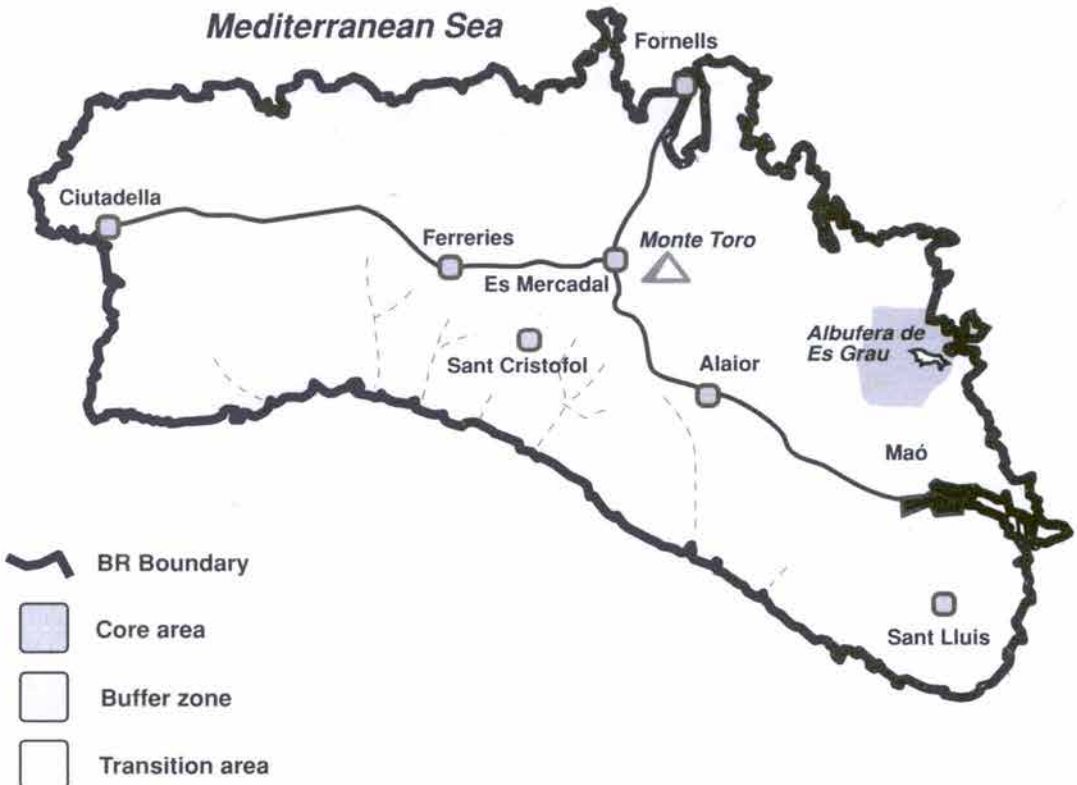 Mediterranean Sea
Fornells
Ciutadella
Ferreries
Monte Toro
Es Mercadal
Albufera de
Es Grau
Sant Cristofol
Alaior
Maó
BR Boundary
Core area
Sant Lluis
Buffer zone
Transition area